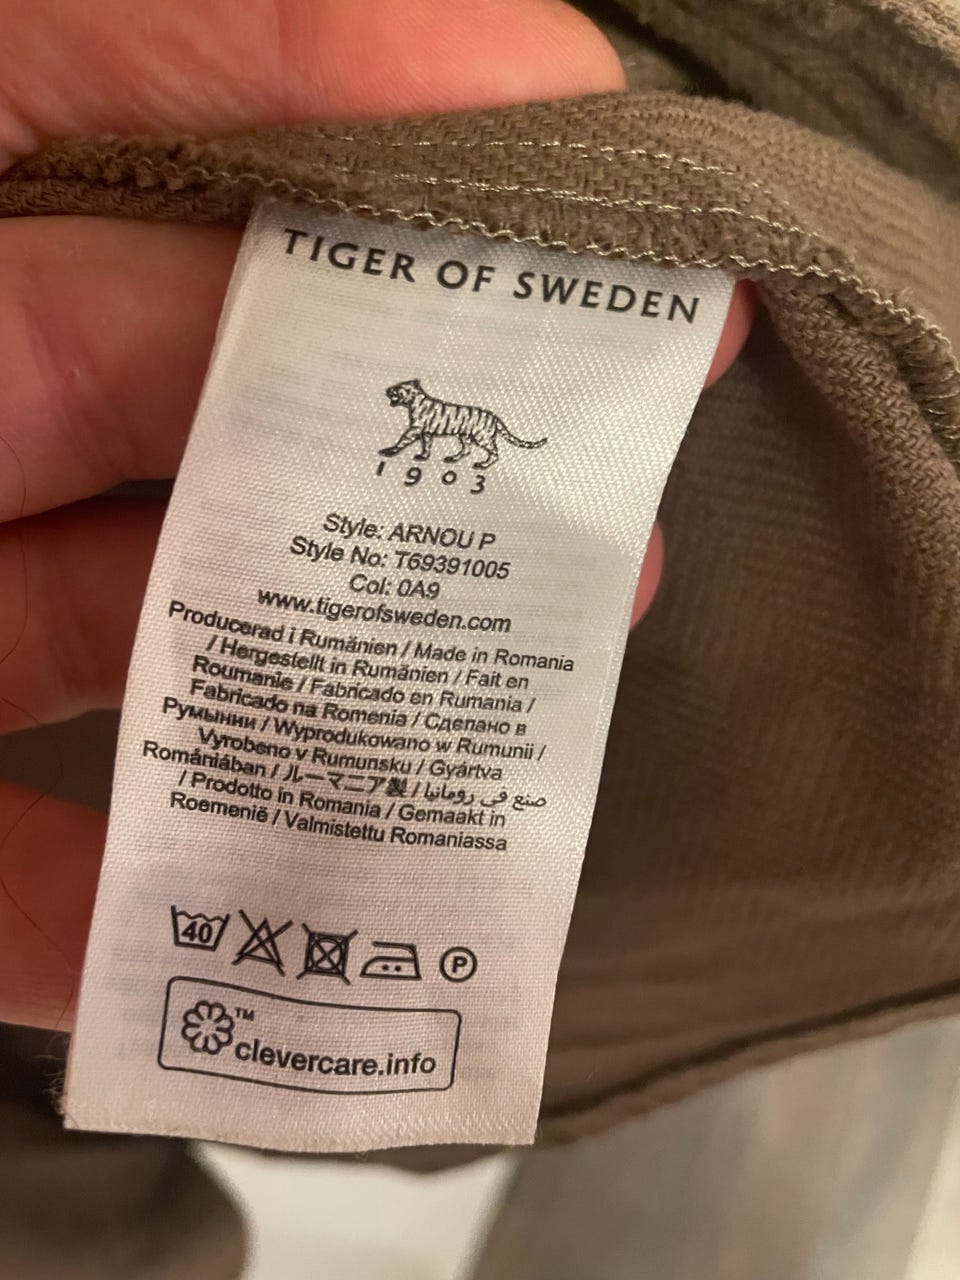 TIGER OF SWEDEN
1903
Style: ARNOU P
Style No: T69391005
Col: 0A9
www.tigerofsweden.com
Producerad i Rumänien / Made in Romania
/ Hergestellt in Rumänien / Fait en
Roumanie / Fabricado en Rumania /
Fabricado na Romenia / Сделано в
Румынии / Wyprodukowano w Rumunii /
Vyrobeno v Rumunsku / Gyártva
Romániában / ルーマニア製 / صنع في رومانيا
/ Prodotto in Romania / Gemaakt in
Roemenië / Valmistettu Romaniassa
40
P
™
clevercare.info